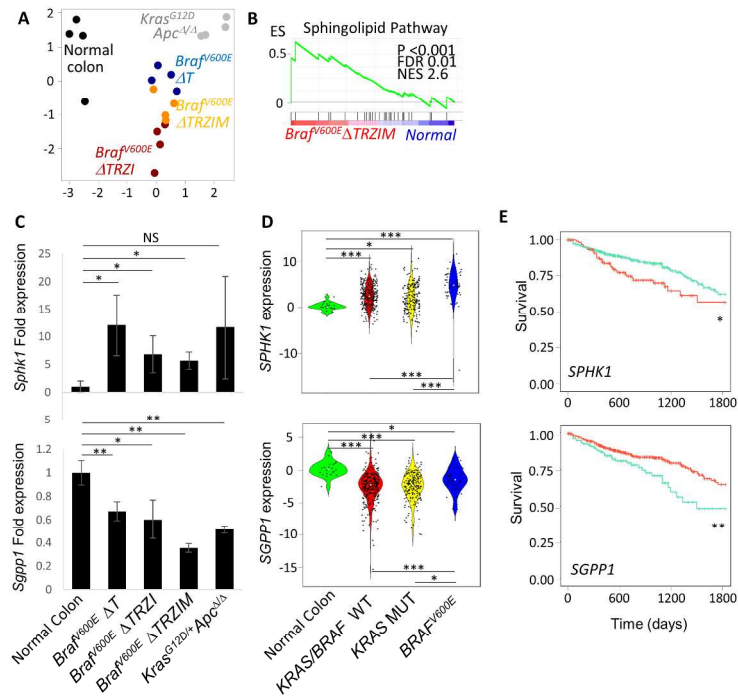 A
Kras^G12D
Apc^Δ/Δ
Normal
colon
Braf^V600E
ΔT
Braf^V600E
ΔTRZIM
Braf^V600E
ΔTRZI
2
1
0
-1
-2
-3
-1
0
1
2
B
Sphingolipid Pathway
ES
P <0.001
FDR 0.01
NES 2.6
0.5
0
Braf^V600E ΔTRZIM
Normal
C
NS
*
*
*
Sphk1 Fold expression
25
20
15
10
5
0
5
**
**
*
**
Sgpp1 Fold expression
1.2
1
0.8
0.6
0.4
0.2
0
Normal Colon
Braf^V600E ΔT
Braf^V600E ΔTRZI
Braf^V600E ΔTRZIM
Kras^G12D/+ Apc^Δ/Δ
D
***
*
***
SPHK1 expression
10
0
-10
***
***
*
***
***
SGPP1 expression
5
0
-5
-10
-15
***
*
Normal Colon
KRAS/BRAF WT
KRAS MUT
BRAF^V600E
E
Survival
1.00
0.75
0.50
0.25
0.00
*
SPHK1
0
600
1200
1800
Survival
1.00
0.75
0.50
0.25
0.00
**
SGPP1
0
600
1200
1800
Time (days)